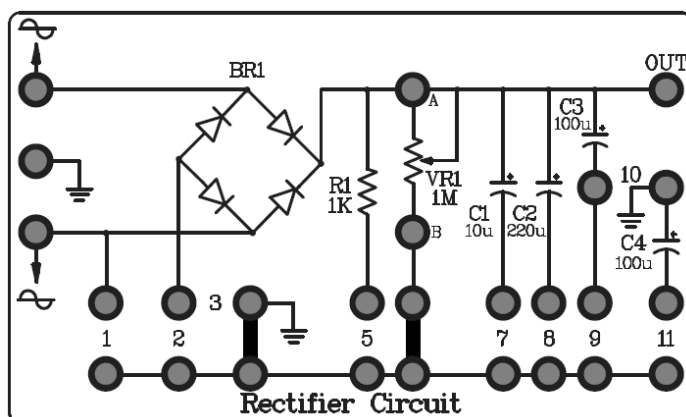 BR1
OUT
A
C3
100u
R1
1K
VR1
1M
C1
10u
C2
220u
10
B
C4
100u
1
2
3
5
7
8
9
11
Rectifier Circuit